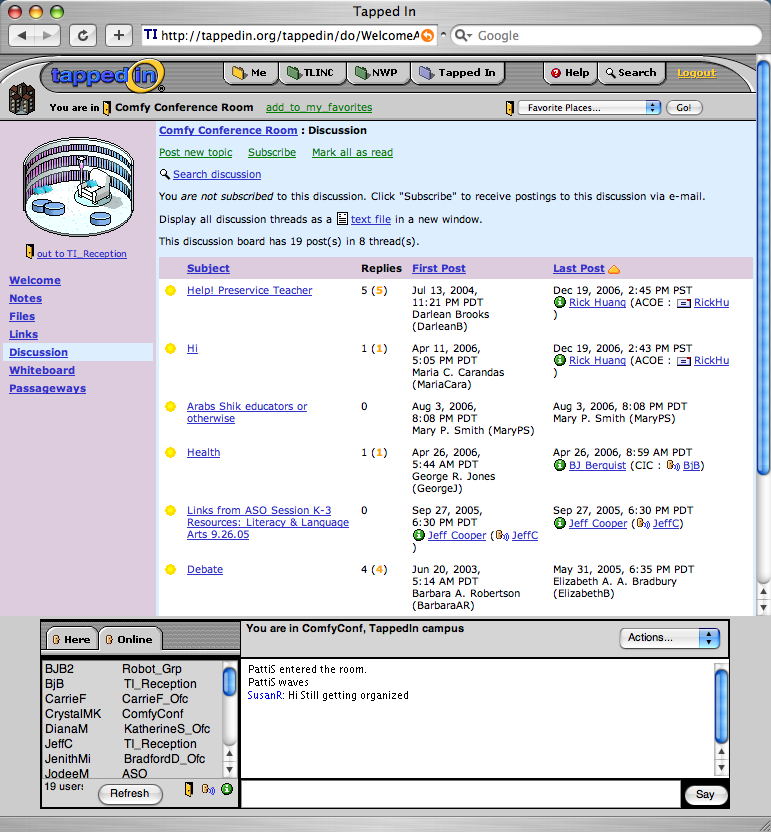 Tapped In
TI http://tappedin.org/tappedin/do/WelcomeA
Google
tappedin
Me
TLINC
NWP
Tapped In
Help
Search
Logout
You are in Comfy Conference Room add_to_my_favorites
Favorite Places...
Go!
Comfy Conference Room : Discussion
Post new topic Subscribe Mark all as read
Search discussion
You are not subscribed to this discussion. Click "Subscribe" to receive postings to this discussion via e-mail.
Display all discussion threads as a text file in a new window.
This discussion board has 19 post(s) in 8 thread(s).
out to TI_Reception
Welcome
Notes
Files
Links
Discussion
Whiteboard
Passageways
Subject Replies First Post Last Post
Help! Preservice Teacher 5 (5) Jul 13, 2004, Dec 19, 2006, 2:45 PM PST
11:21 PM PDT Rick Huang (ACOE : RickHu
Darlean Brooks )
(DarleanB)
Hi 1 (1) Apr 11, 2006, Dec 19, 2006, 2:43 PM PST
5:05 PM PDT Rick Huang (ACOE : RickHu
Maria C. Carandas )
(MariaCara)
Arabs Shik educators or 0 Aug 3, 2006, Aug 3, 2006, 8:08 PM PDT
otherwise 8:08 PM PDT Mary P. Smith (MaryPS)
Mary P. Smith (MaryPS)
Health 1 (1) Apr 26, 2006, Apr 26, 2006, 8:59 AM PDT
5:44 AM PDT BJ Berquist (CIC : BjB)
George R. Jones
(GeorgeJ)
Links from ASO Session K-3 0 Sep 27, 2005, Sep 27, 2005, 6:30 PM PDT
Resources: Literacy & Language 6:30 PM PDT Jeff Cooper (JeffC)
Arts 9.26.05 Jeff Cooper (JeffC
)
Debate 4 (4) Jun 20, 2003, May 31, 2005, 6:35 PM PDT
5:14 AM PDT Elizabeth A. A. Bradbury
Barbara A. Robertson (ElizabethB)
(BarbaraAR)
Here
Online
BJB2 Robot_Grp
BjB TI_Reception
CarrieF CarrieF_Ofc
CrystalMK ComfyConf
DianaM KatherineS_Ofc
JeffC TI_Reception
JenithMi BradfordD_Ofc
JodeeM ASO
19 users
Refresh
You are in ComfyConf, TappedIn campus
Actions...
PattiS entered the room.
PattiS waves
SusanR: Hi Still getting organized
Say